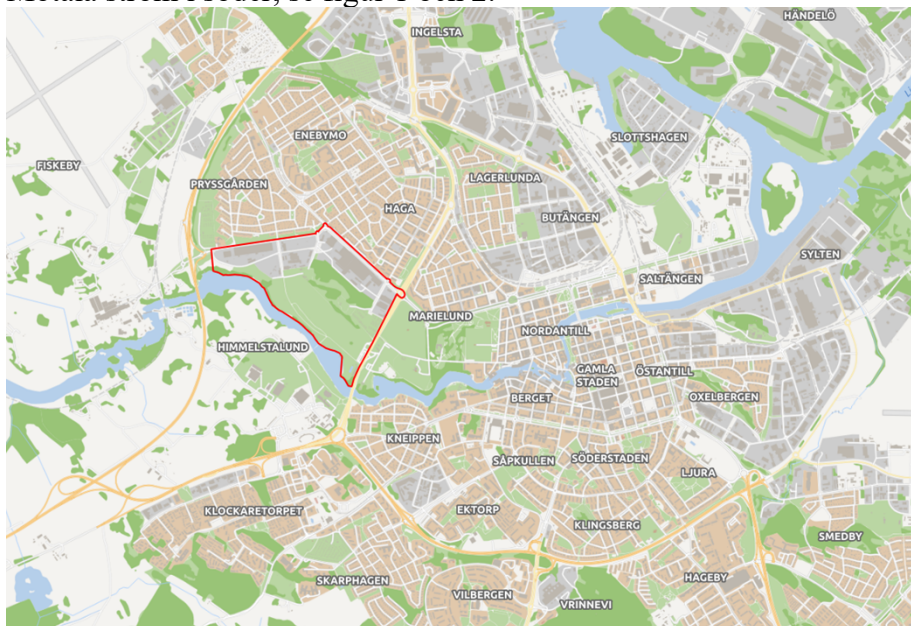 HÄNDELÖ
INGELSTA
SLOTTSHAGEN
ENEBYMO
FISKEBY
LAGERLUNDA
PRYSSGÅRDEN
HAGA
BUTÄNGEN
SYLTEN
SALTÄNGEN
MARIELUND
NORDANTILL
HIMMELSTALUND
GAMLA
STADEN
ÖSTANTILL
BERGET
OXELBERGEN
KNEIPPEN
SÅPKULLEN
SÖDERSTADEN
LJURA
KLOCKARETORPET
EKTORP
KLINGSBERG
SMEDBY
SKARPHAGEN
HAGEBY
VILBERGEN
VRINNEVI